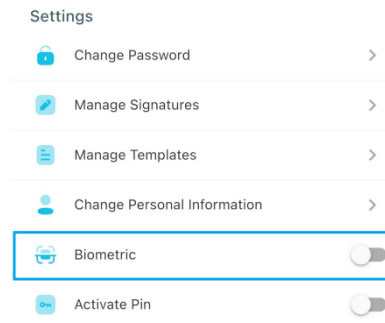 Settings
Change Password
Manage Signatures
Manage Templates
Change Personal Information
Biometric
Activate Pin